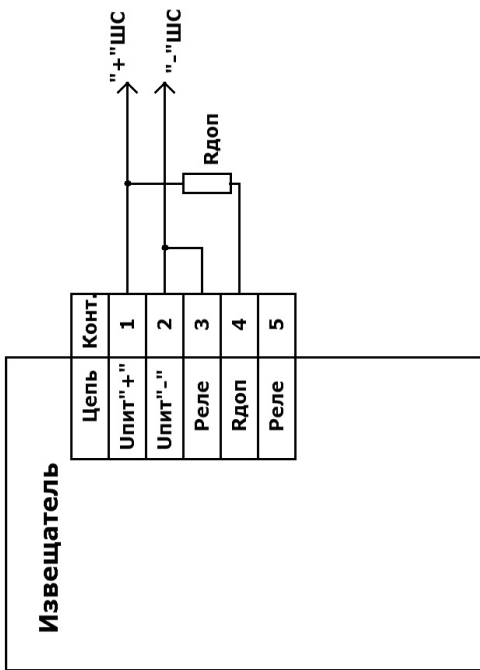 "+"ШС
"-"ШС
Rдоп
Цепь Конт.
Uпит"+" 1
Uпит"-" 2
Реле 3
Rдоп 4
Реле 5
Извещатель